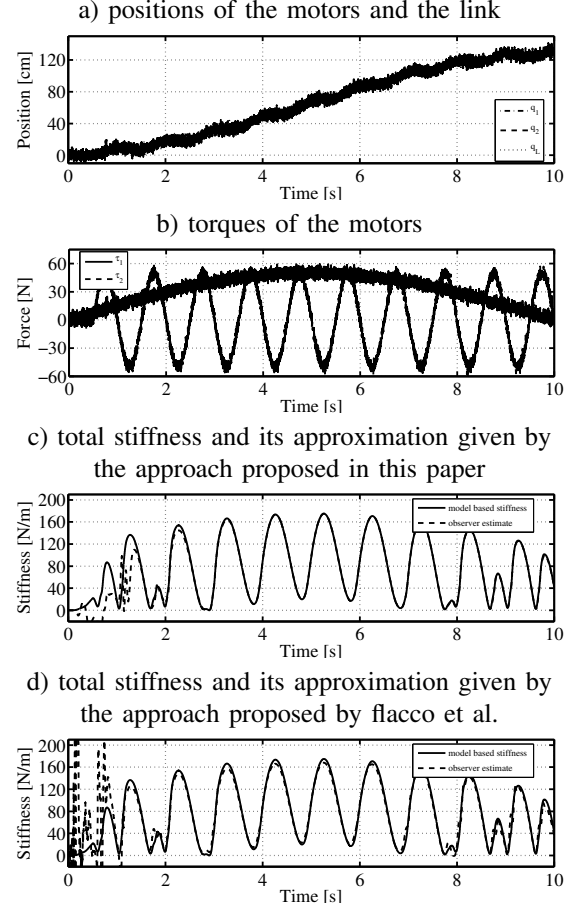 a) positions of the motors and the link
Position [cm]
120
80
40
0
q1
q2
qL
0 2 4 6 8 10
Time [s]
b) torques of the motors
Force [N]
60
30
0
−30
−60
τ1
τ2
0 2 4 6 8 10
Time [s]
c) total stiffness and its approximation given by
the approach proposed in this paper
Stiffness [N/m]
200
160
120
80
40
0
model based stiffness
observer estimate
0 2 4 6 8 10
Time [s]
d) total stiffness and its approximation given by
the approach proposed by flacco et al.
Stiffness [N/m]
200
160
120
80
40
0
model based stiffness
observer estimate
0 2 4 6 8 10
Time [s]